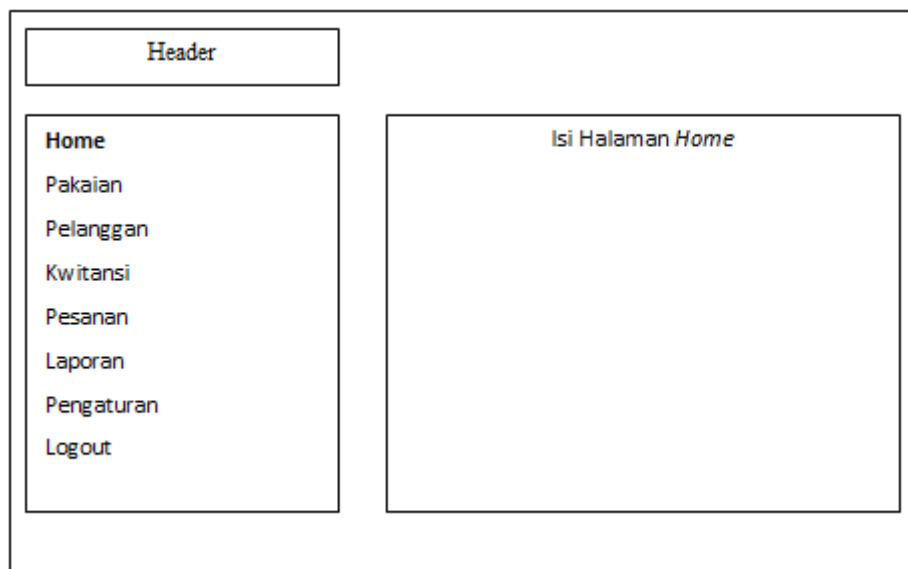 Header
Home
Pakaian
Pelanggan
Kwitansi
Pesanan
Laporan
Pengaturan
Logout
Isi Halaman Home